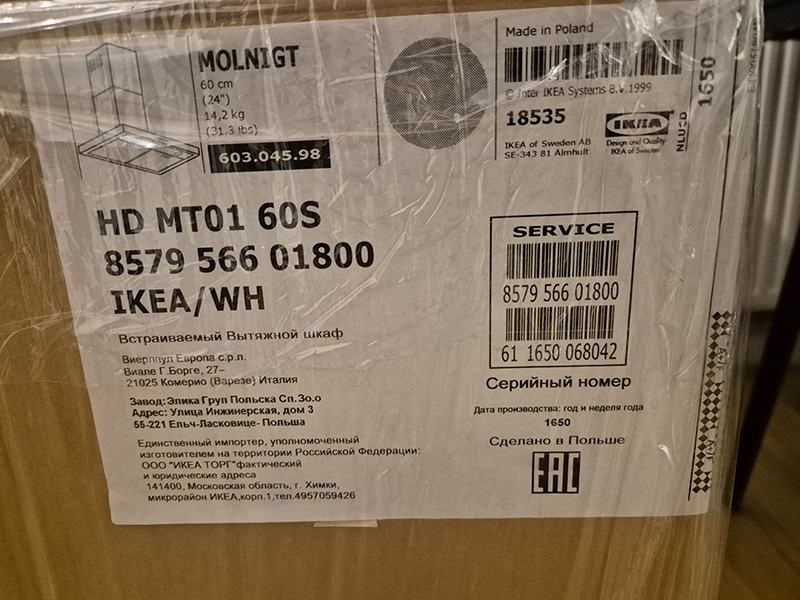 MOLNIGT
60 cm
(24")
14,2 kg
(31,3 lbs)
603.045.98
Made in Poland
© Inter IKEA Systems B.V. 1999
18535
IKEA
IKEA of Sweden AB
SE-343 81 Älmhult
Design and Quality
IKEA of Sweden
1650
HD MT01 60S
8579 566 01800
IKEA/WH
SERVICE
8579 566 01800
61 1650 068042
Встраиваемый Вытяжной шкаф
Виерлпул Европа с.р.л.
Виале Г.Борге, 27–
21025 Комерио (Варезе) Италия
Завод:Элика Груп Польска Сп.Зо.о
Адрес: Улица Инжинерская, дом 3
55-221 Ельч-Ласковице- Польша
Единственный импортер, уполномоченный
изготовителем на территории Российской Федерации:
ООО "ИКЕА ТОРГ"фактический
и юридические адреса
141400, Московская область, г. Химки,
микрорайон ИКЕА,корп.1,тел.4957059426
Серийный номер
Дата производства: год и неделя года
1650
Сделано в Польше
EAC